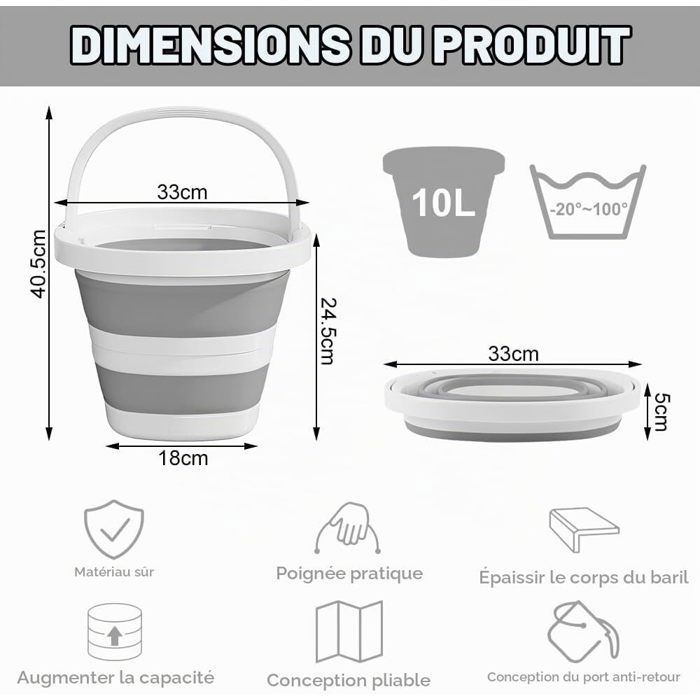 DIMENSIONS DU PRODUIT
33cm
40.5cm
24.5cm
18cm
10L
-20°~100°
33cm
5cm
Matériau sûr
Poignée pratique
Épaissir le corps du baril
Augmenter la capacité
Conception pliable
Conception du port anti-retour